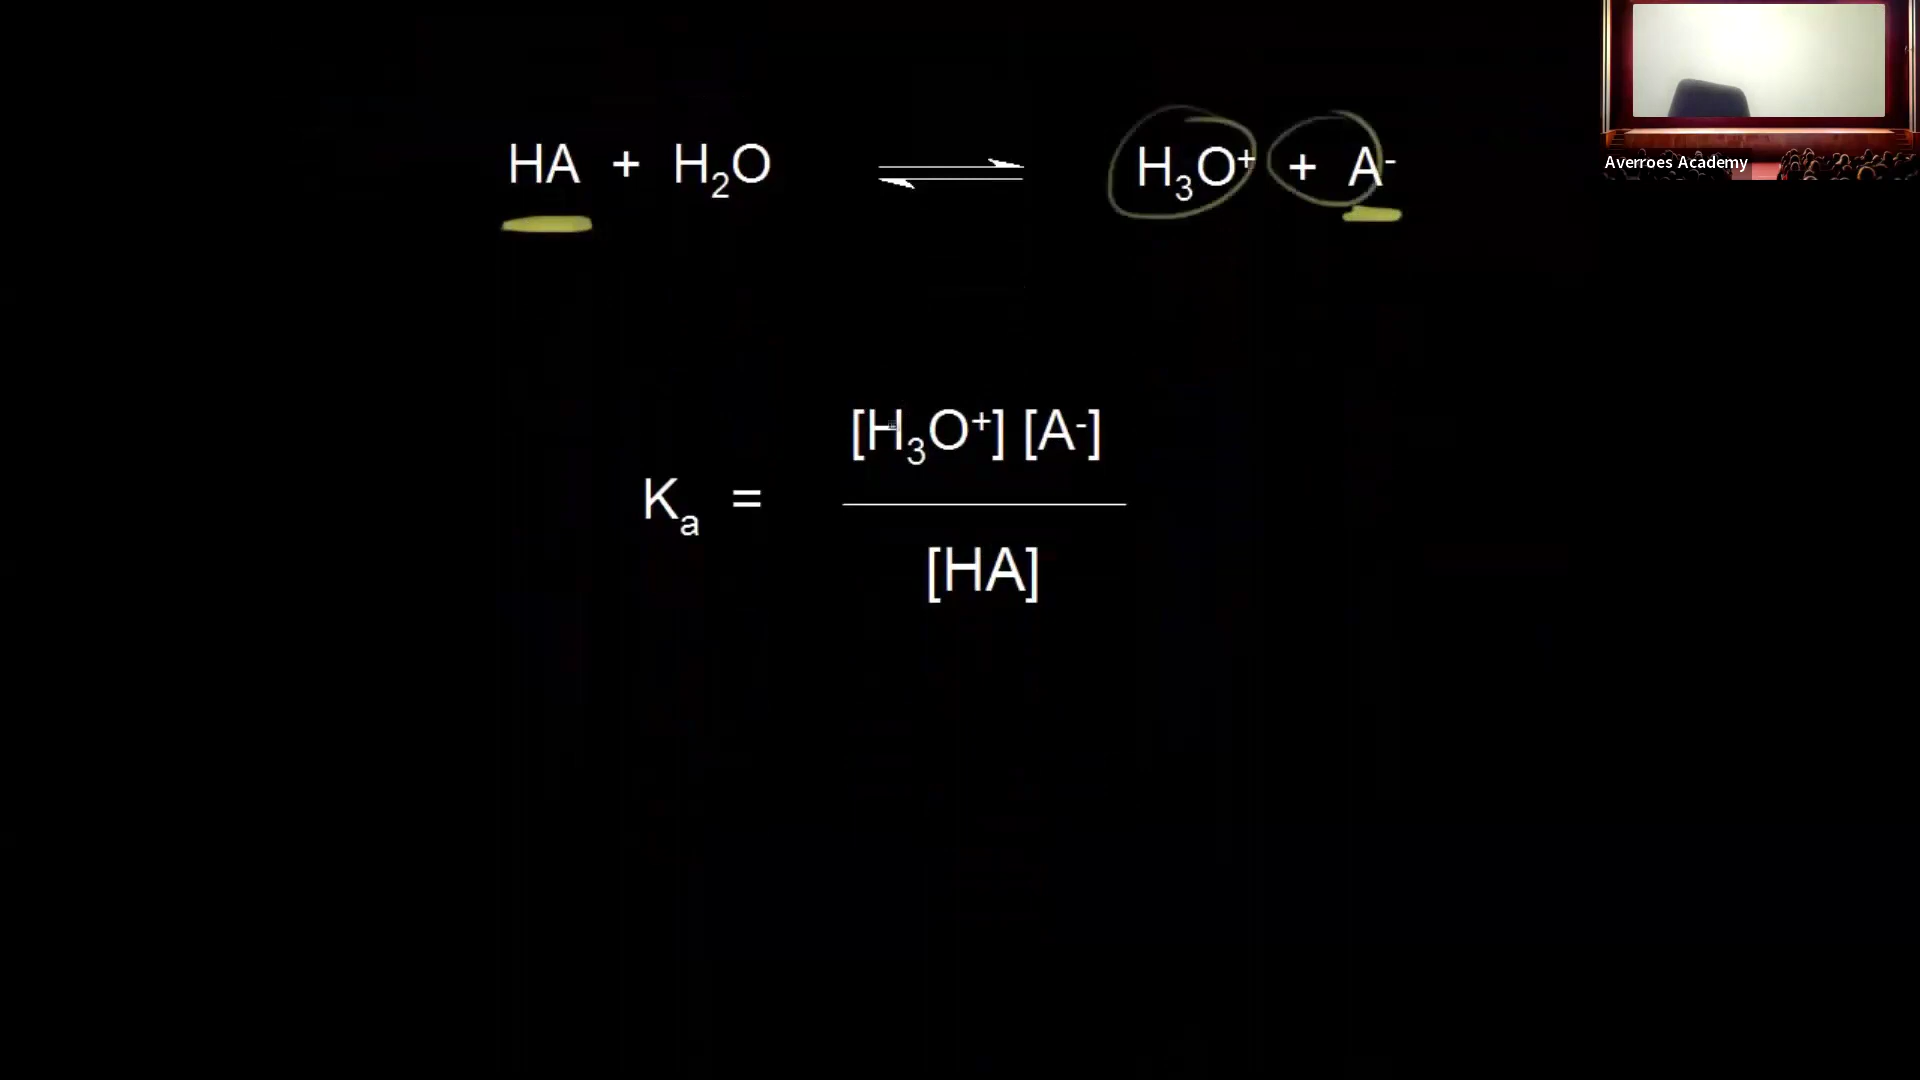 HA + H₂O ⇌ H₃O⁺ + A⁻
Averroes Academy
[H₃O⁺] [A⁻]
Kₐ =
[HA]